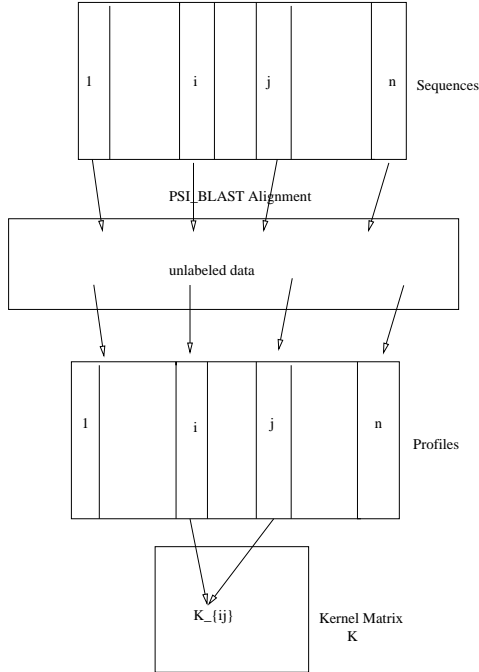 1 i j n Sequences
PSI_BLAST Alignment
unlabeled data
1 i j n
Profiles
K_{ij}
Kernel Matrix
K